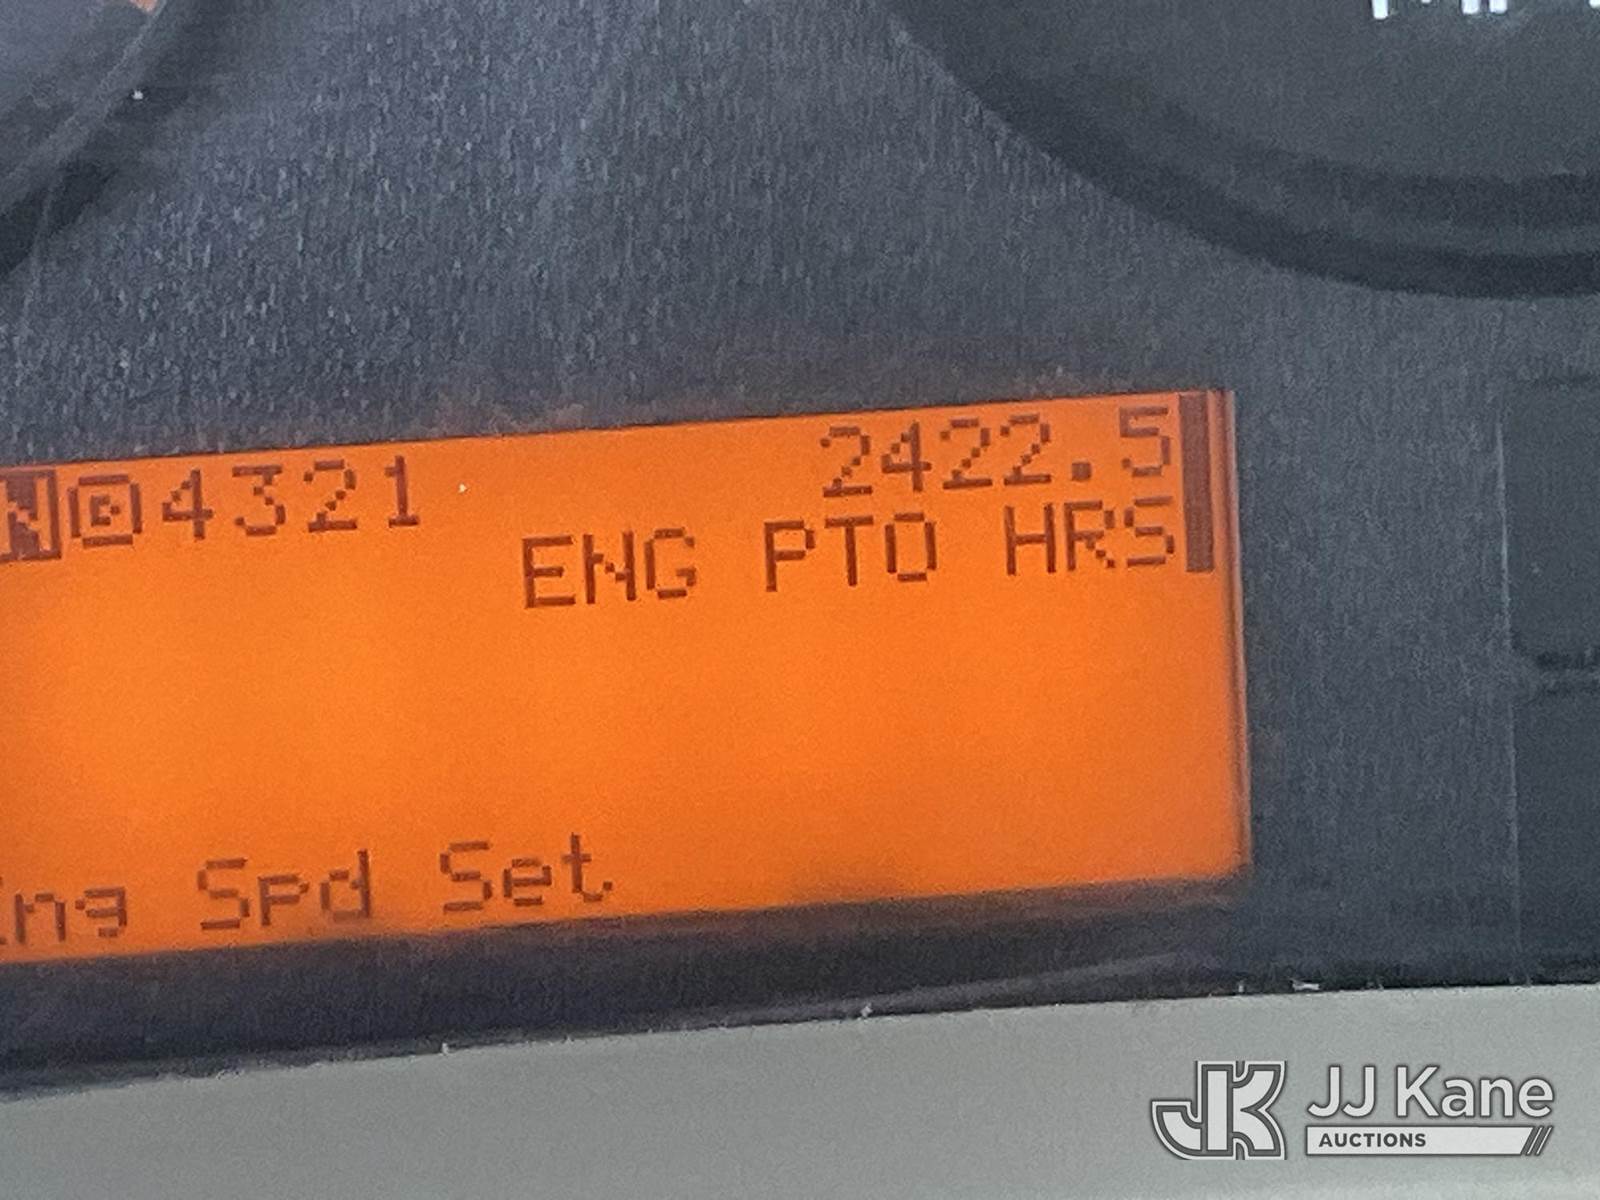 N D 4321
2422.5
ENG PTO HRS
Eng Spd Set
JJ Kane
AUCTIONS